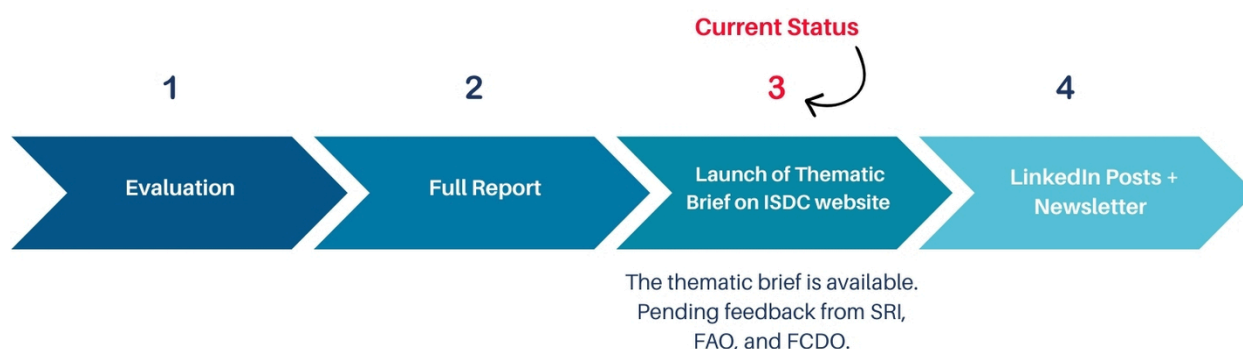 Current Status
1
2
3
4
Evaluation
Full Report
Launch of Thematic
Brief on ISDC website
LinkedIn Posts +
Newsletter
The thematic brief is available.
Pending feedback from SRI,
FAO, and FCDO.